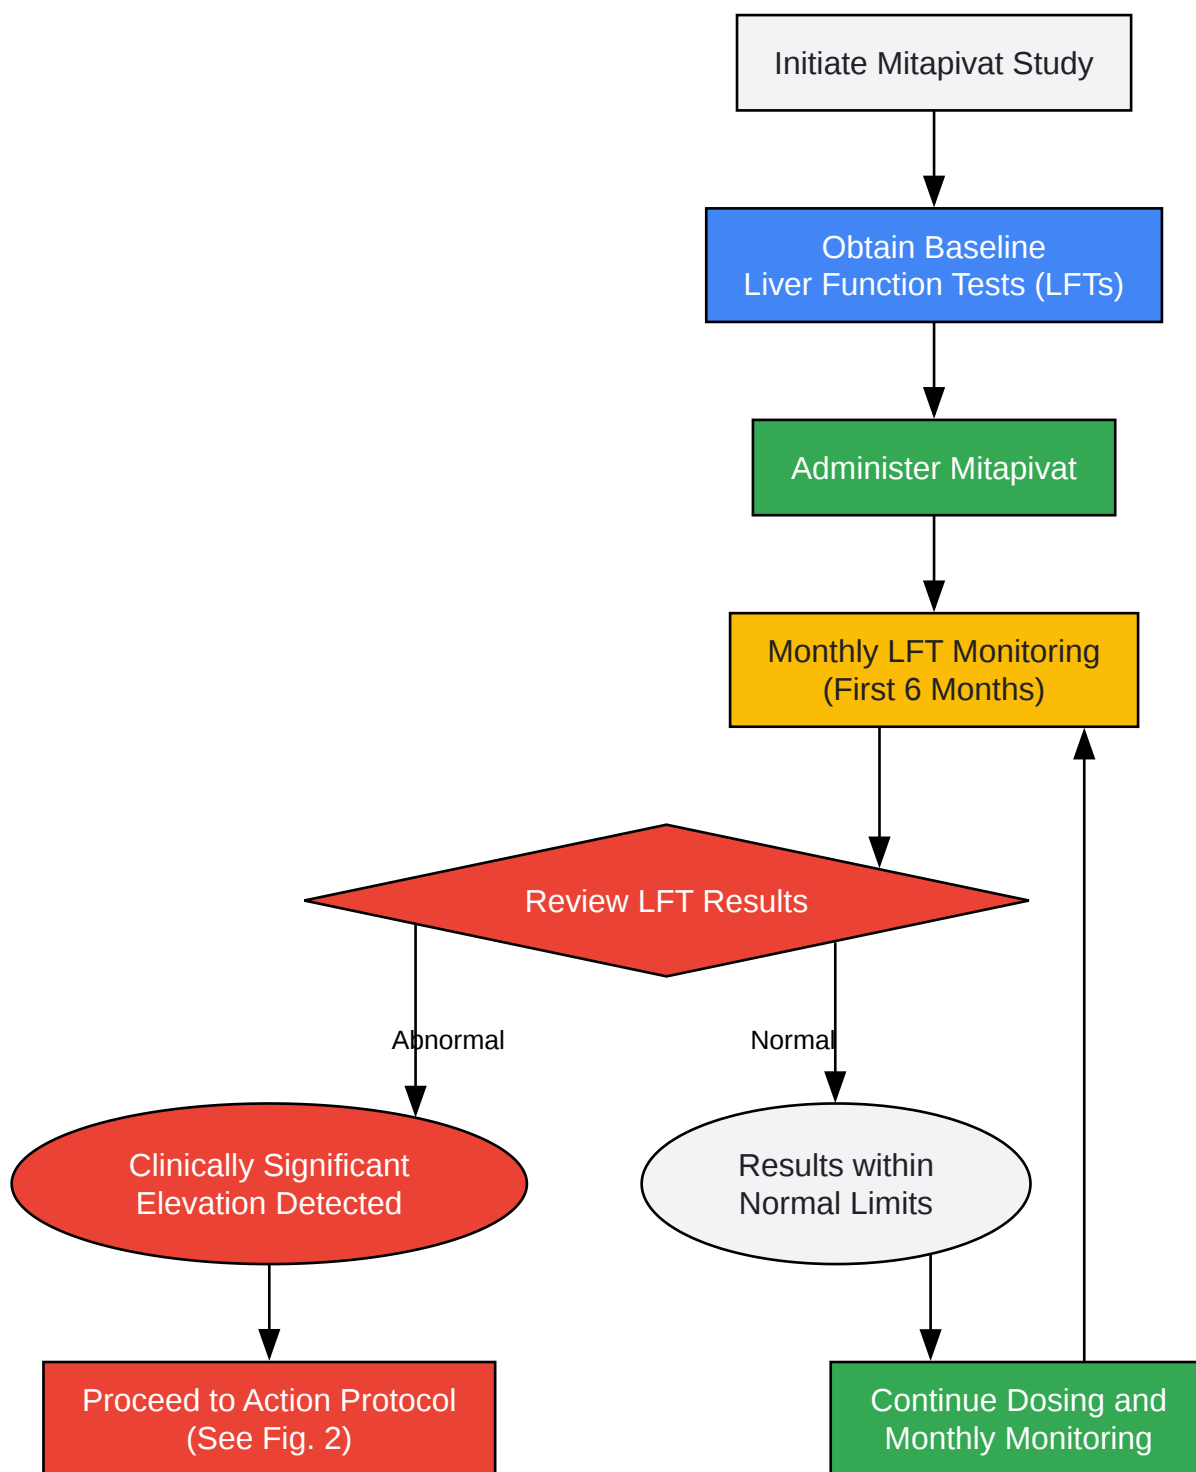 Initiate Mitapivat Study
Obtain Baseline
Liver Function Tests (LFTs)
Administer Mitapivat
Monthly LFT Monitoring
(First 6 Months)
Review LFT Results
Abnormal
Normal
Clinically Significant
Elevation Detected
Results within
Normal Limits
Proceed to Action Protocol
(See Fig. 2)
Continue Dosing and
Monthly Monitoring